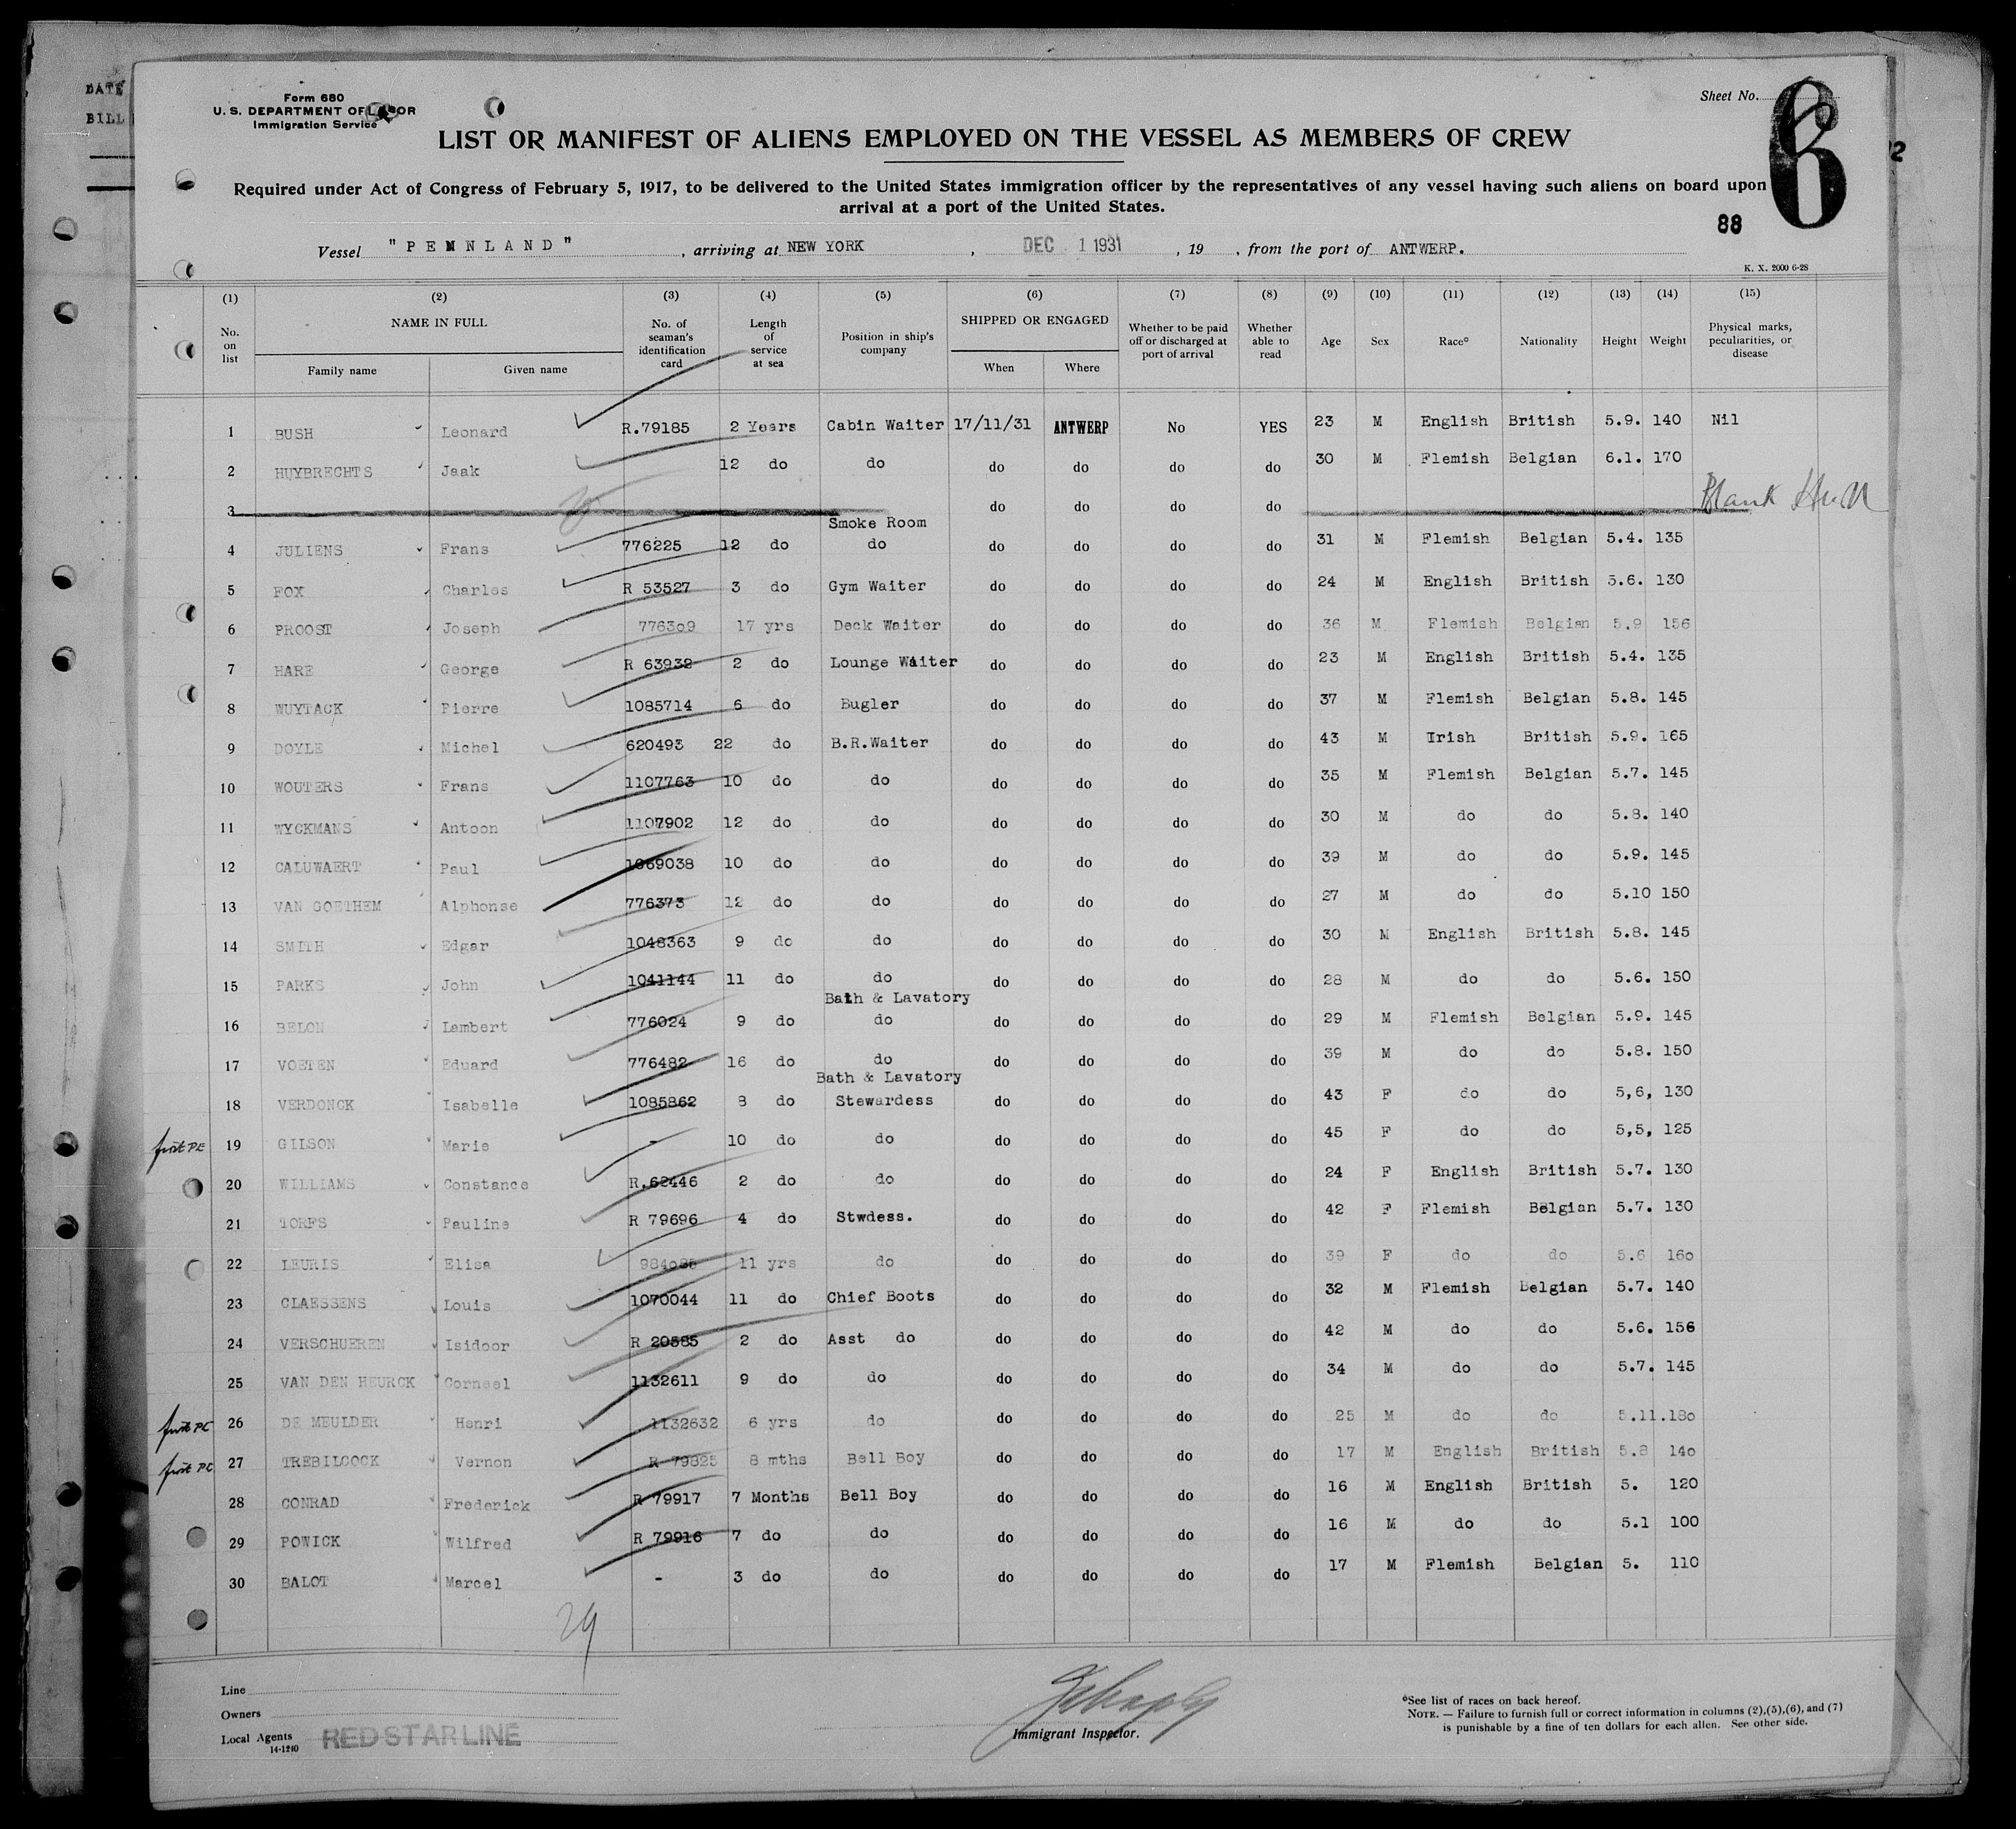 DATE
BILL
Form 680
U. S. DEPARTMENT OF LABOR
Immigration Service
Sheet No. 6
LIST OR MANIFEST OF ALIENS EMPLOYED ON THE VESSEL AS MEMBERS OF CREW
Required under Act of Congress of February 5, 1917, to be delivered to the United States immigration officer by the representatives of any vessel having such aliens on board upon
arrival at a port of the United States.
88
Vessel "PENNLAND", arriving at NEW YORK, DEC 1 1931, 19 , from the port of ANTWERP.
K. X. 2000 6-28
(1) (2) (3) (4) (5) (6) (7) (8) (9) (10) (11) (12) (13) (14) (15)
No. on list NAME IN FULL Family name Given name No. of seaman's identification card Length of service at sea Position in ship's company SHIPPED OR ENGAGED When Where Whether to be paid off or discharged at port of arrival Whether able to read Age Sex Race° Nationality Height Weight Physical marks, peculiarities, or disease
1 BUSH Leonard R.79185 2 Years Cabin Waiter 17/11/31 ANTWERP No YES 23 M English British 5.9. 140 Nil
2 HUYBRECHTS Jaak 12 do do do do do do 30 M Flemish Belgian 6.1. 170
3 do do do do Blank
Smoke Room
4 JULIENS Frans 776225 12 do do do do do do 31 M Flemish Belgian 5.4. 135
5 FOX Charles R 53527 3 do Gym Waiter do do do do 24 M English British 5.6. 130
6 PROOST Joseph 776309 17 yrs Deck Waiter do do do do 36 M Flemish Belgian 5.9 156
7 HARE George R 63938 2 do Lounge Waiter do do do do 23 M English British 5.4. 135
8 WUYTACK Pierre 1085714 6 do Bugler do do do do 37 M Flemish Belgian 5.8. 145
9 DOYLE Michel 620493 22 do B.R.Waiter do do do do 43 M Irish British 5.9. 165
10 WOUTERS Frans 1107763 10 do do do do do do 35 M Flemish Belgian 5.7. 145
11 WYCKMANS Antoon 1107902 12 do do do do do do 30 M do do 5.8. 140
12 CALUWAERT Paul 1069038 10 do do do do do do 39 M do do 5.9. 145
13 VAN GOETHEM Alphonse 776373 12 do do do do do do 27 M do do 5.10 150
14 SMITH Edgar 1048363 9 do do do do do do 30 M English British 5.8. 145
15 PARKS John 1041144 11 do do do do do do 28 M do do 5.6. 150
Bath & Lavatory
16 BELON Lambert 776024 9 do do do do do do 29 M Flemish Belgian 5.9. 145
17 VOETEN Eduard 776482 16 do do do do do do 39 M do do 5.8. 150
Bath & Lavatory
18 VERDONCK Isabelle 1085862 8 do Stewardess do do do do 43 F do do 5,6, 130
19 GILSON Marie - 10 do do do do do do 45 F do do 5,5, 125
20 WILLIAMS Constance R.62446 2 do do do do do do 24 F English British 5.7. 130
21 TORFS Pauline R 79696 4 do Stwdess. do do do do 42 F Flemish Belgian 5.7. 130
22 LEURIS Elisa 11 yrs do do do do do 39 F do do 5.6 160
23 CLAESSENS Louis 1070044 11 do Chief Boots do do do do 32 M Flemish Belgian 5.7. 140
24 VERSCHUEREN Isidoor R 20585 2 do Asst do do do do do 42 M do do 5.6. 156
25 VAN DEN HEURCK Corneel 1132611 9 do do do do do do 34 M do do 5.7. 145
26 DE MEULDER Henri 1132632 6 yrs do do do do do 25 M do do 5.11.180
27 TREBILCOCK Vernon R 79825 8 mths Bell Boy do do do do 17 M English British 5.8 140
28 CONRAD Frederick R 79917 7 Months Bell Boy do do do do 16 M English British 5. 120
29 POWICK Wilfred R 79916 7 do do do do do do 16 M do do 5.1 100
30 BALOT Marcel - 3 do do do do do do 17 M Flemish Belgian 5. 110
29
Line
Owners
Local Agents RED STAR LINE
14-1240
Immigrant Inspector.
°See list of races on back hereof.
NOTE. — Failure to furnish full or correct information in columns (2),(5),(6), and (7)
is punishable by a fine of ten dollars for each alien. See other side.